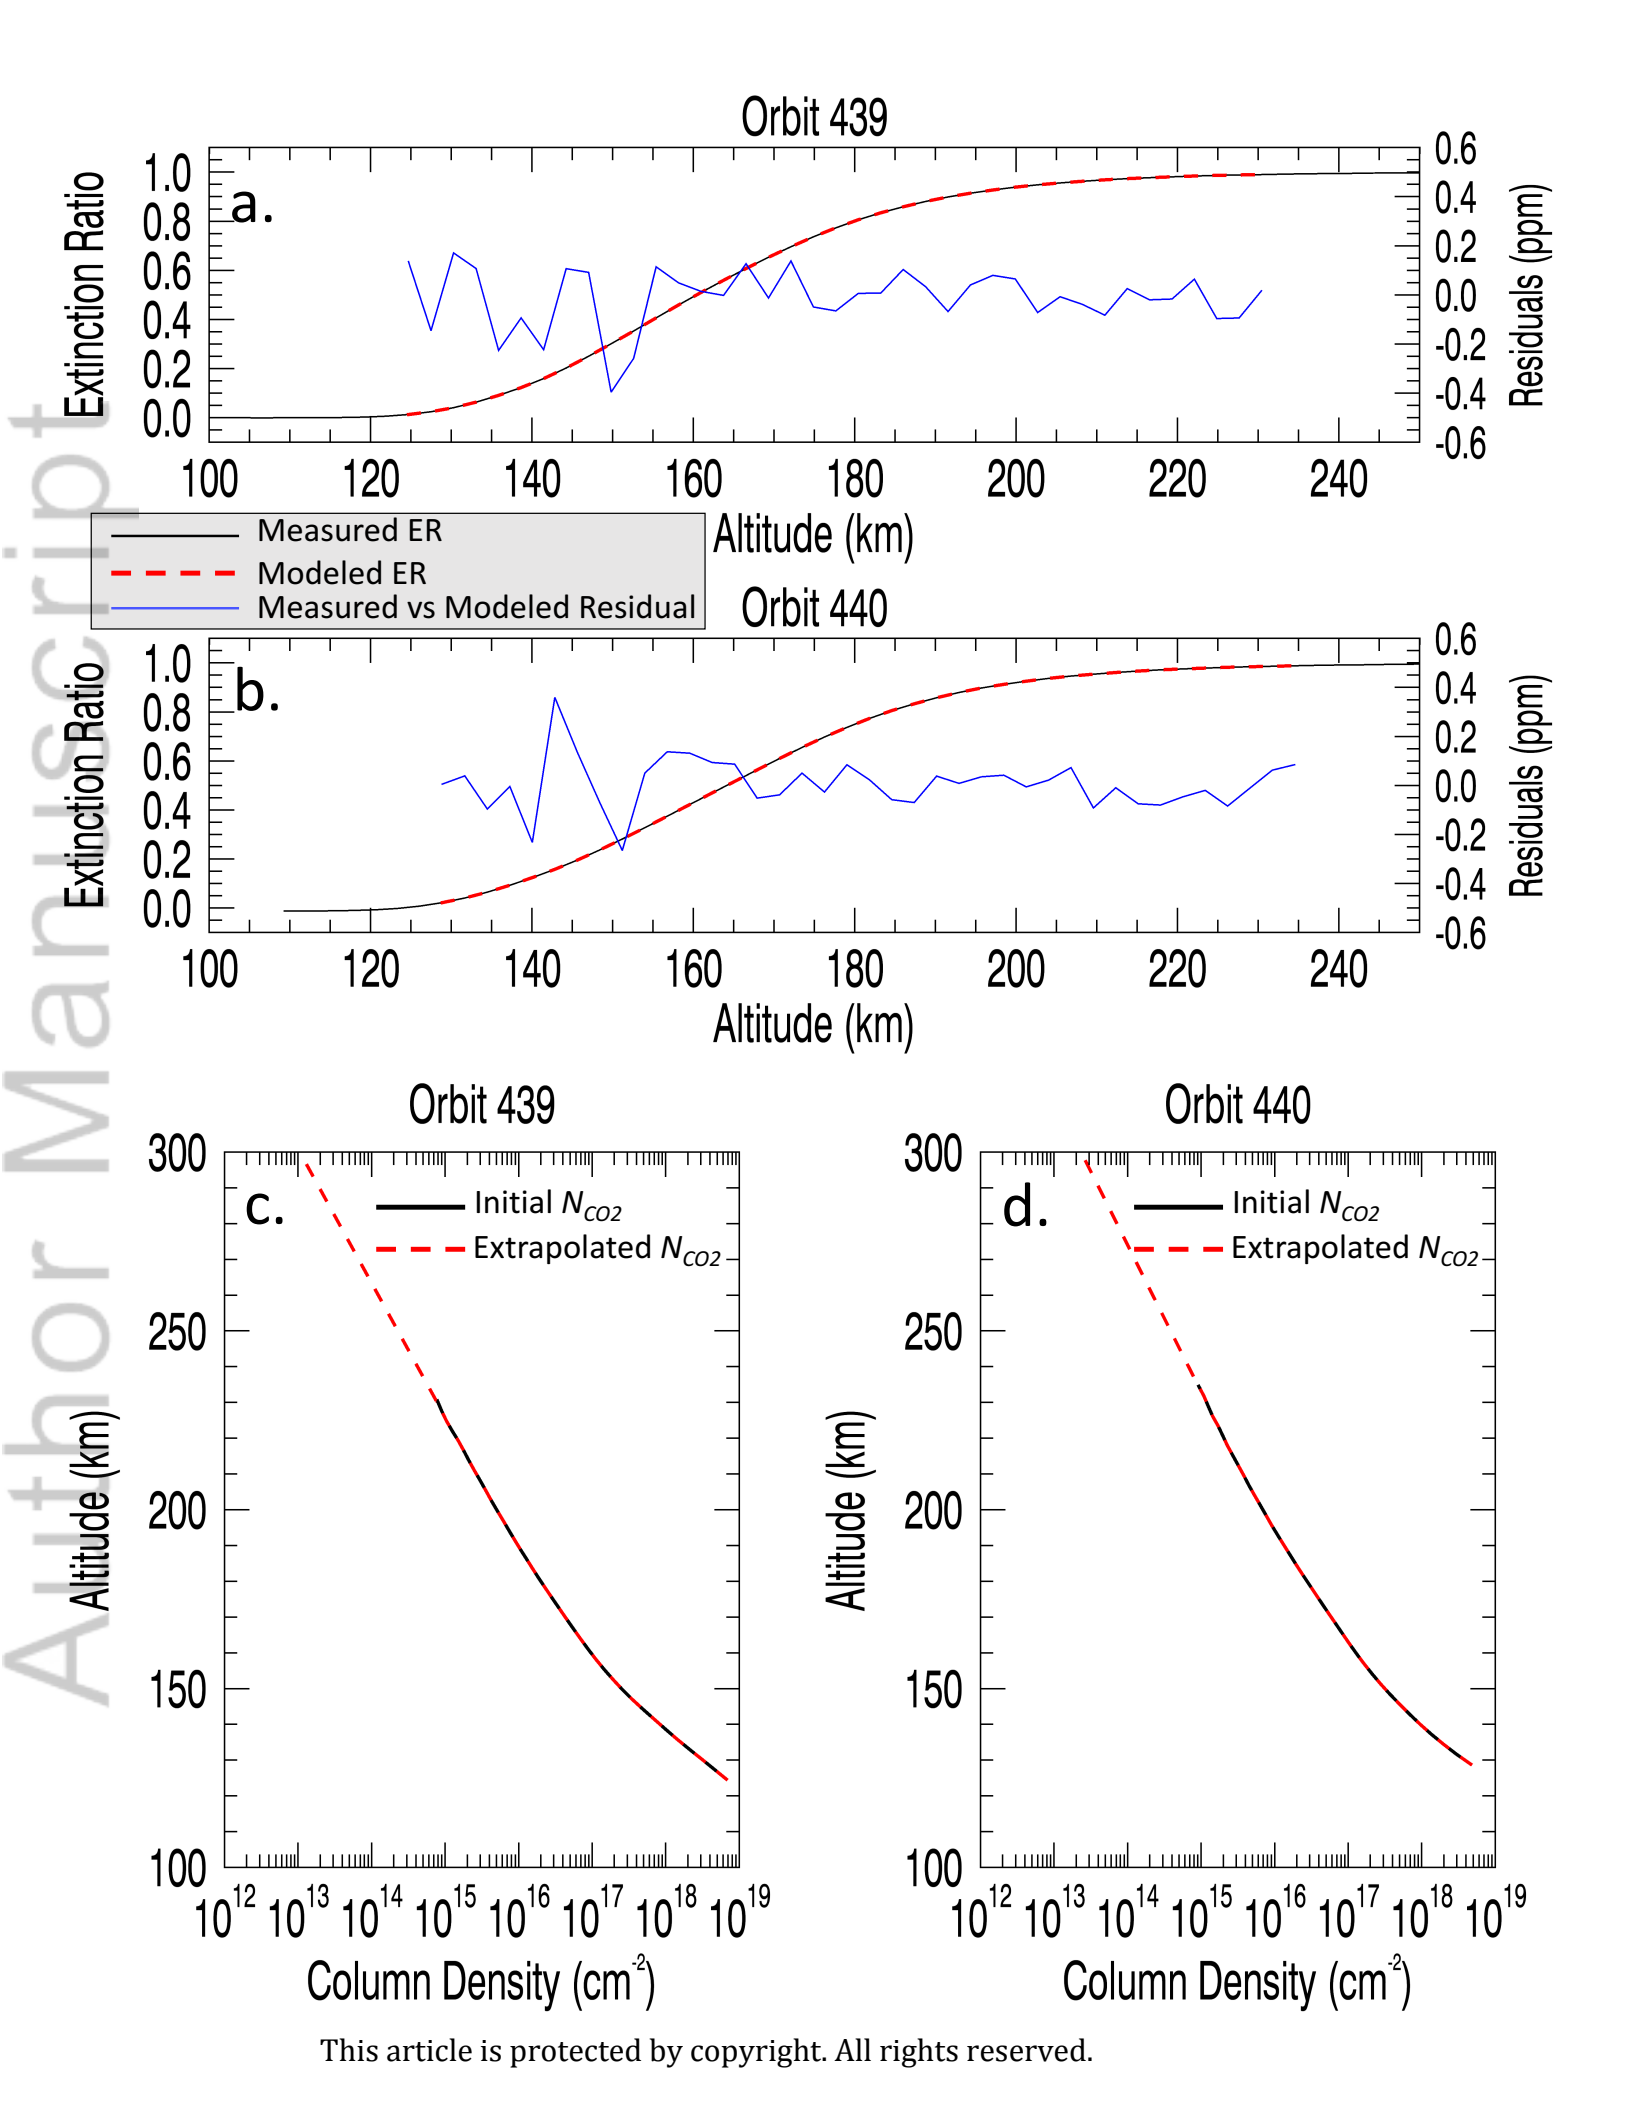 Orbit 439
a.
Extinction Ratio
1.0
0.8
0.6
0.4
0.2
0.0
0.6
0.4
0.2
0.0
-0.2
-0.4
-0.6
Residuals (ppm)
100 120 140 160 180 200 220 240
Altitude (km)
Measured ER
Modeled ER
Measured vs Modeled Residual
Orbit 440
b.
Extinction Ratio
1.0
0.8
0.6
0.4
0.2
0.0
0.6
0.4
0.2
0.0
-0.2
-0.4
-0.6
Residuals (ppm)
100 120 140 160 180 200 220 240
Altitude (km)
Orbit 439
c.
Initial N_CO2
Extrapolated N_CO2
300
250
200
150
100
Altitude (km)
10^12 10^13 10^14 10^15 10^16 10^17 10^18 10^19
Column Density (cm^-2)
Orbit 440
d.
Initial N_CO2
Extrapolated N_CO2
300
250
200
150
100
Altitude (km)
10^12 10^13 10^14 10^15 10^16 10^17 10^18 10^19
Column Density (cm^-2)
Author Manuscript
This article is protected by copyright. All rights reserved.